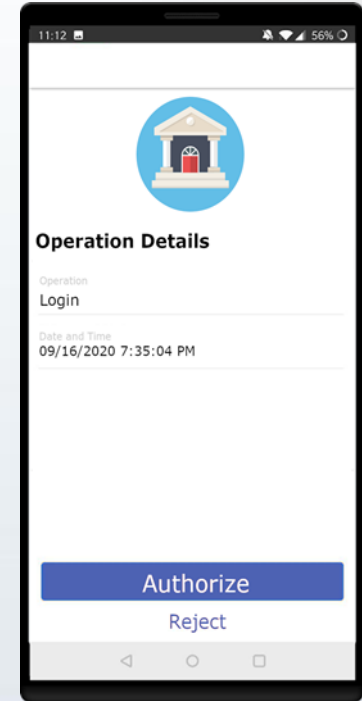 11:12 56%
Operation Details
Operation
Login
Date and Time
09/16/2020 7:35:04 PM
Authorize
Reject